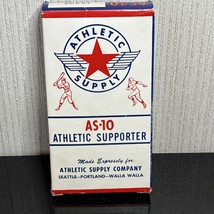 ATHLETIC
SUPPLY
AS-10
ATHLETIC SUPPORTER
Made Expressly for
ATHLETIC SUPPLY COMPANY
SEATTLE—PORTLAND—WALLA WALLA